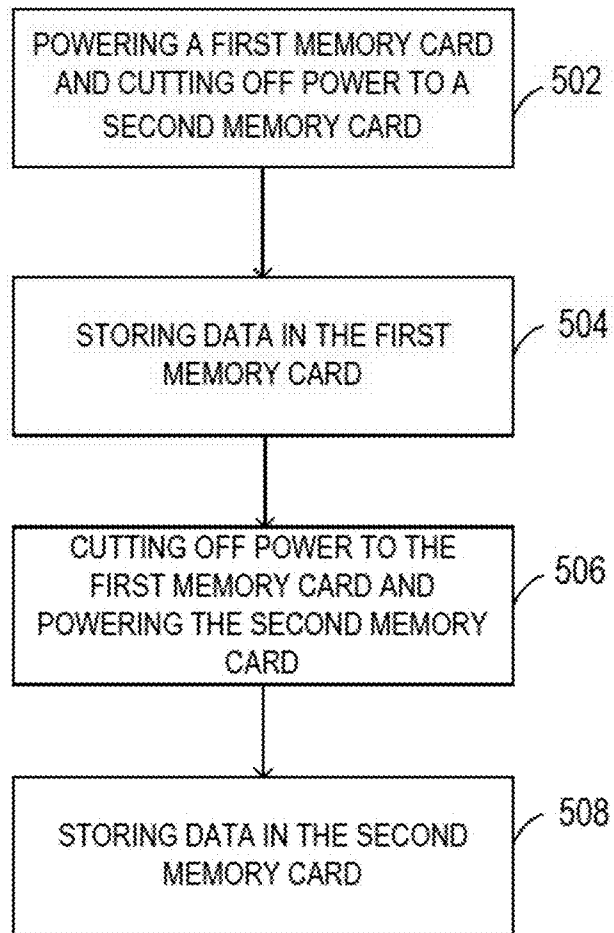 POWERING A FIRST MEMORY CARD
AND CUTTING OFF POWER TO A
SECOND MEMORY CARD
502
STORING DATA IN THE FIRST
MEMORY CARD
504
CUTTING OFF POWER TO THE
FIRST MEMORY CARD AND
POWERING THE SECOND MEMORY
CARD
506
STORING DATA IN THE SECOND
MEMORY CARD
508